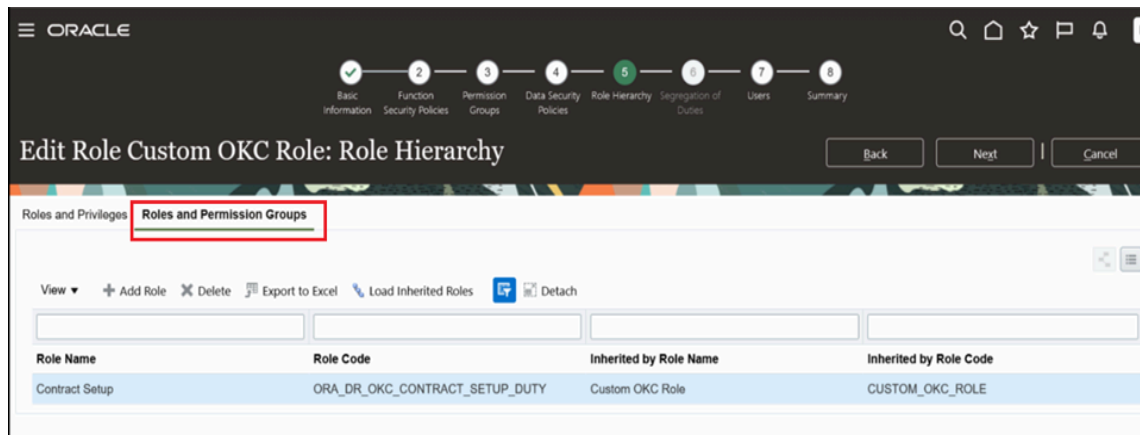 ORACLE
2 3 4 5 6 7 8
Basic Information Function Security Policies Permission Groups Data Security Policies Role Hierarchy Segregation of Duties Users Summary
Edit Role Custom OKC Role: Role Hierarchy
Back Next | Cancel
Roles and Privileges Roles and Permission Groups
View Add Role Delete Export to Excel Load Inherited Roles Detach
Role Name Role Code Inherited by Role Name Inherited by Role Code
Contract Setup ORA_DR_OKC_CONTRACT_SETUP_DUTY Custom OKC Role CUSTOM_OKC_ROLE